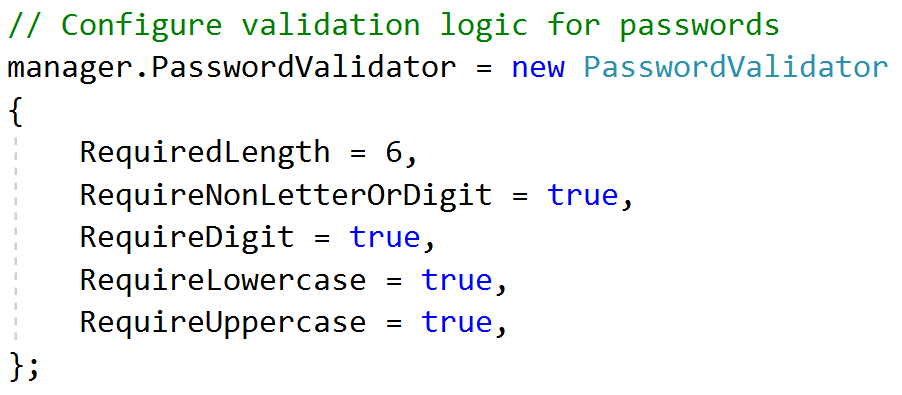 // Configure validation logic for passwords
manager.PasswordValidator = new PasswordValidator
{
    RequiredLength = 6,
    RequireNonLetterOrDigit = true,
    RequireDigit = true,
    RequireLowercase = true,
    RequireUppercase = true,
};